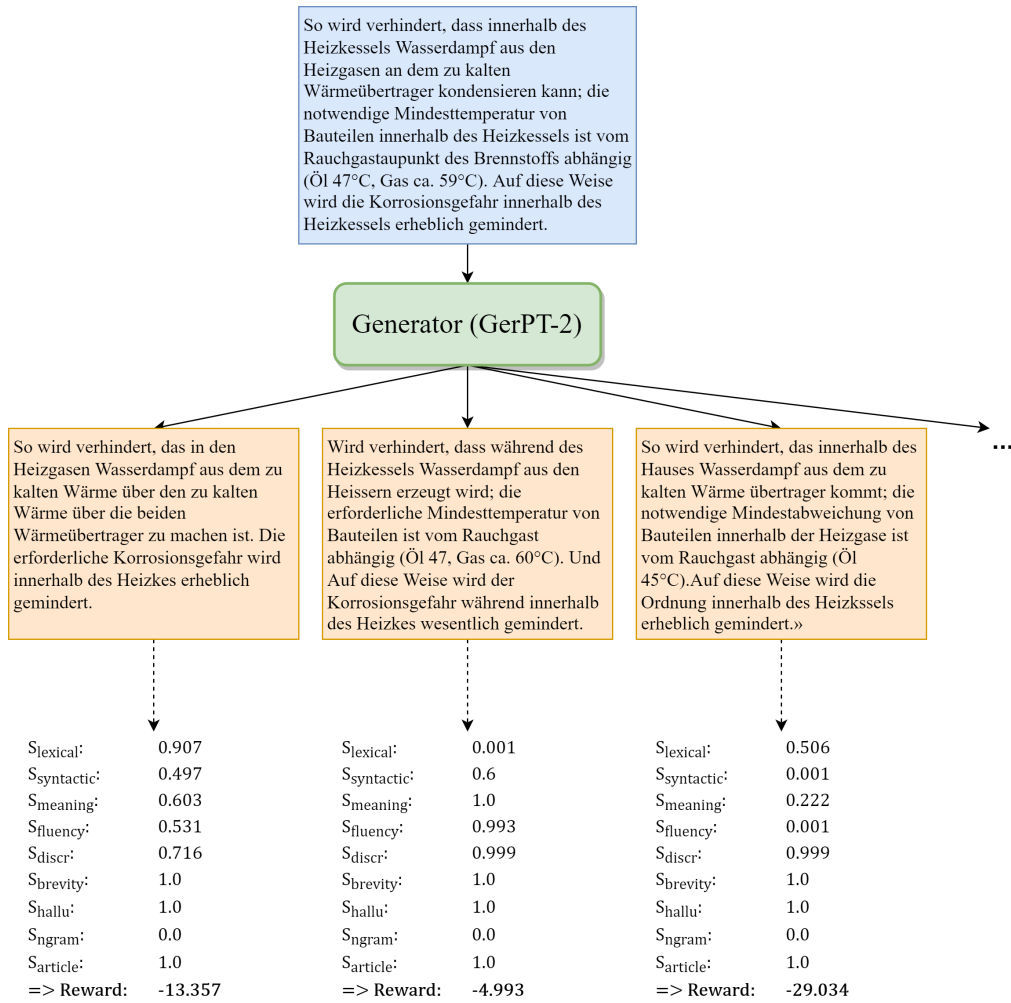 So wird verhindert, dass innerhalb des
Heizkessels Wasserdampf aus den
Heizgasen an dem zu kalten
Wärmeübertrager kondensieren kann; die
notwendige Mindesttemperatur von
Bauteilen innerhalb des Heizkessels ist vom
Rauchgastaupunkt des Brennstoffs abhängig
(Öl 47°C, Gas ca. 59°C). Auf diese Weise
wird die Korrosionsgefahr innerhalb des
Heizkessels erheblich gemindert.
Generator (GerPT-2)
So wird verhindert, das in den
Heizgasen Wasserdampf aus dem zu
kalten Wärme über den zu kalten
Wärme über die beiden
Wärmeübertrager zu machen ist. Die
erforderliche Korrosionsgefahr wird
innerhalb des Heizkes erheblich
gemindert.
Wird verhindert, dass während des
Heizkessels Wasserdampf aus den
Heissern erzeugt wird; die
erforderliche Mindesttemperatur von
Bauteilen ist vom Rauchgast
abhängig (Öl 47, Gas ca. 60°C). Und
Auf diese Weise wird der
Korrosionsgefahr während innerhalb
des Heizkes wesentlich gemindert.
So wird verhindert, das innerhalb des
Hauses Wasserdampf aus dem zu
kalten Wärme übertrager kommt; die
notwendige Mindestabweichung von
Bauteilen innerhalb der Heizgase ist
vom Rauchgast abhängig (Öl
45°C).Auf diese Weise wird die
Ordnung innerhalb des Heizkssels
erheblich gemindert.»
...
Slexical: 0.907
Ssyntactic: 0.497
Smeaning: 0.603
Sfluency: 0.531
Sdiscr: 0.716
Sbrevity: 1.0
Shallu: 1.0
Sngram: 0.0
Sarticle: 1.0
=> Reward: -13.357
Slexical: 0.001
Ssyntactic: 0.6
Smeaning: 1.0
Sfluency: 0.993
Sdiscr: 0.999
Sbrevity: 1.0
Shallu: 1.0
Sngram: 0.0
Sarticle: 1.0
=> Reward: -4.993
Slexical: 0.506
Ssyntactic: 0.001
Smeaning: 0.222
Sfluency: 0.001
Sdiscr: 0.999
Sbrevity: 1.0
Shallu: 1.0
Sngram: 0.0
Sarticle: 1.0
=> Reward: -29.034